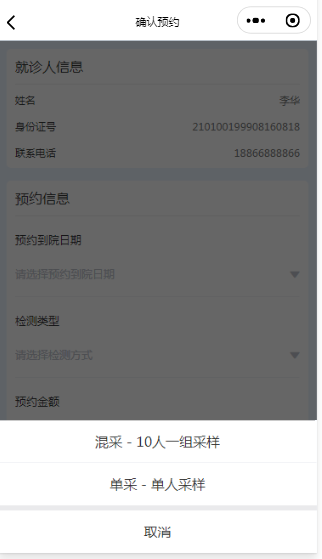 确认预约
就诊人信息
姓名 李华
身份证号 210100199908160818
联系电话 18866888866
预约信息
预约到院日期
请选择预约到院日期
检测类型
请选择检测方式
预约金额
混采 - 10人一组采样
单采 - 单人采样
取消